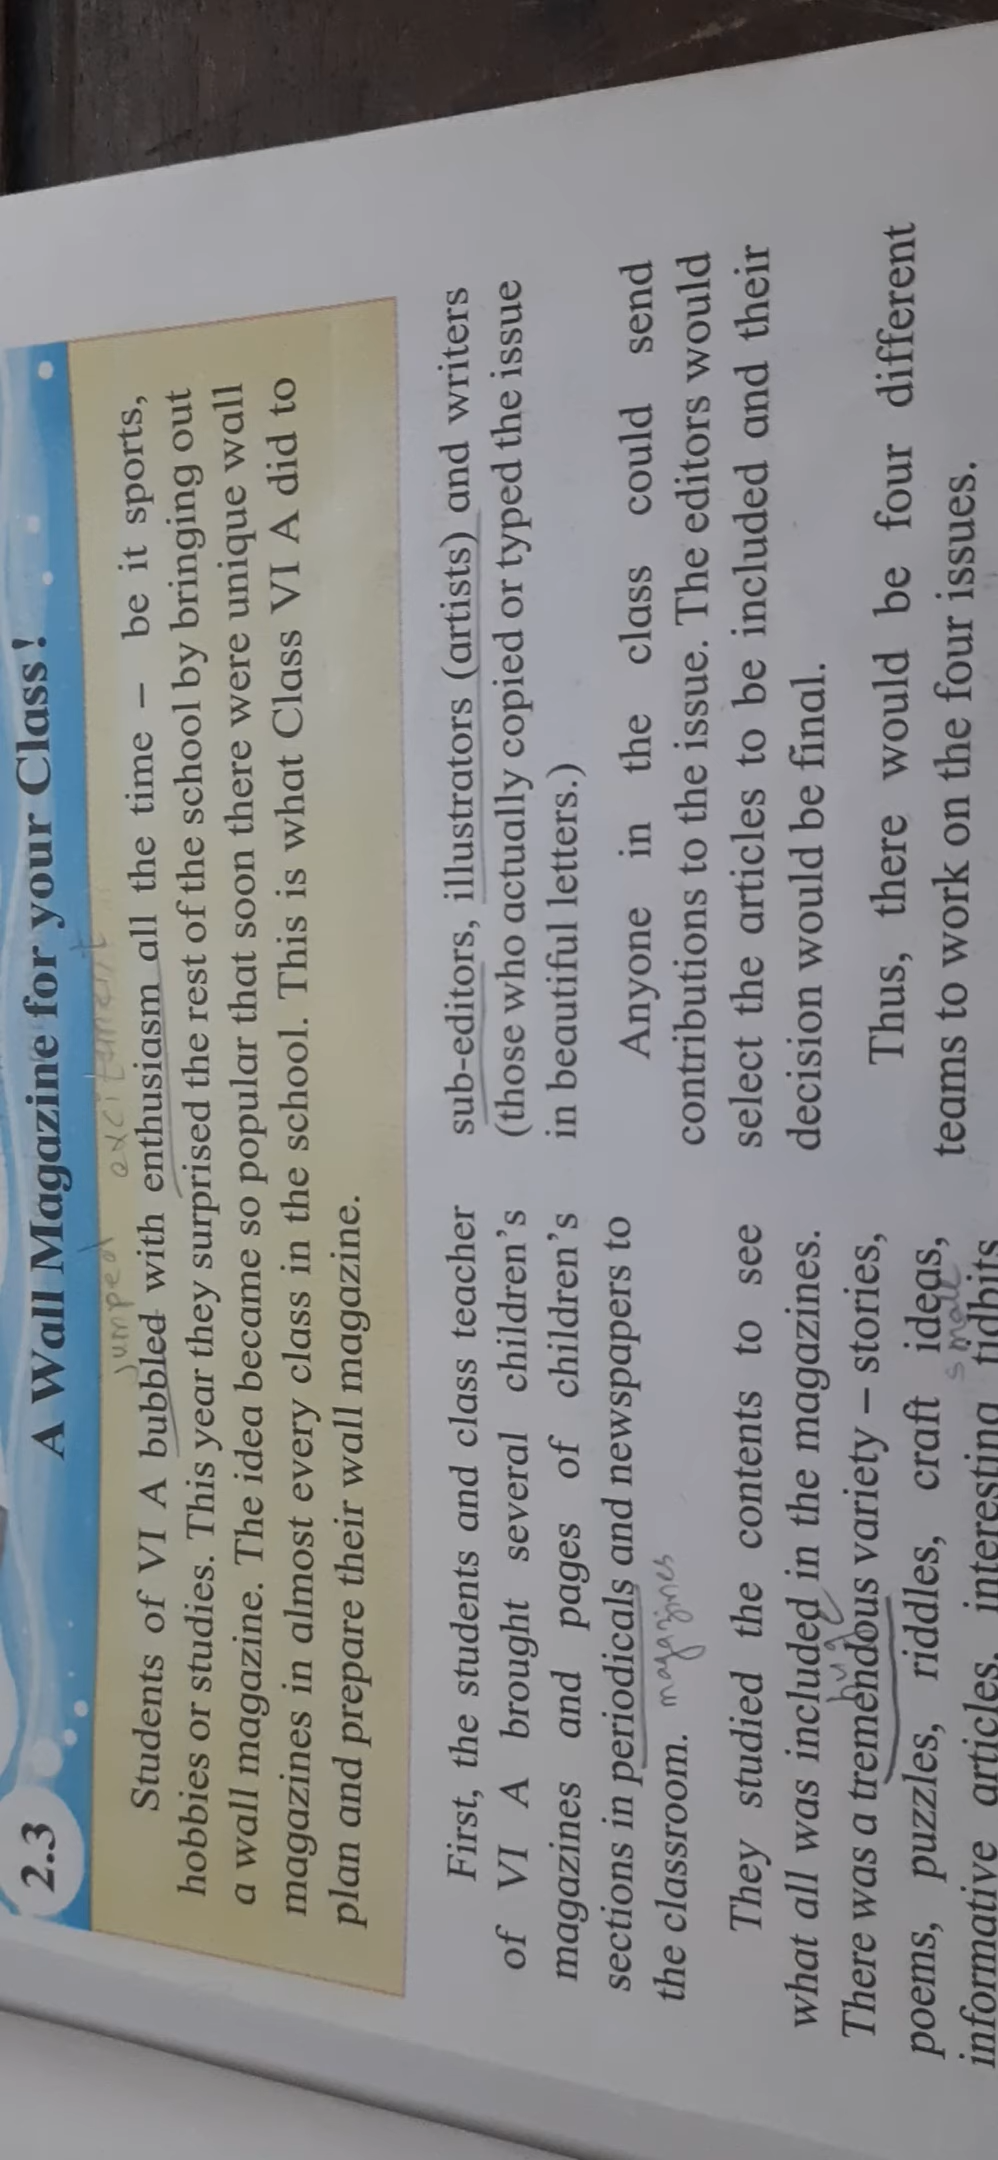 2.3
A Wall Magazine for your Class!
jumped excitement
Students of VI A bubbled with enthusiasm all the time – be it sports,
hobbies or studies. This year they surprised the rest of the school by bringing out
a wall magazine. The idea became so popular that soon there were unique wall
magazines in almost every class in the school. This is what Class VI A did to
plan and prepare their wall magazine.
First, the students and class teacher
of VI A brought several children's
magazines and pages of children's
sections in periodicals and newspapers to
the classroom. magazines
They studied the contents to see
what all was included in the magazines.
huge
There was a tremendous variety – stories,
poems, puzzles, riddles, craft ideas,
small
informative articles, interesting tidbits
sub-editors, illustrators (artists) and writers
(those who actually copied or typed the issue
in beautiful letters.)
Anyone in the class could send
contributions to the issue. The editors would
select the articles to be included and their
decision would be final.
Thus, there would be four different
teams to work on the four issues.